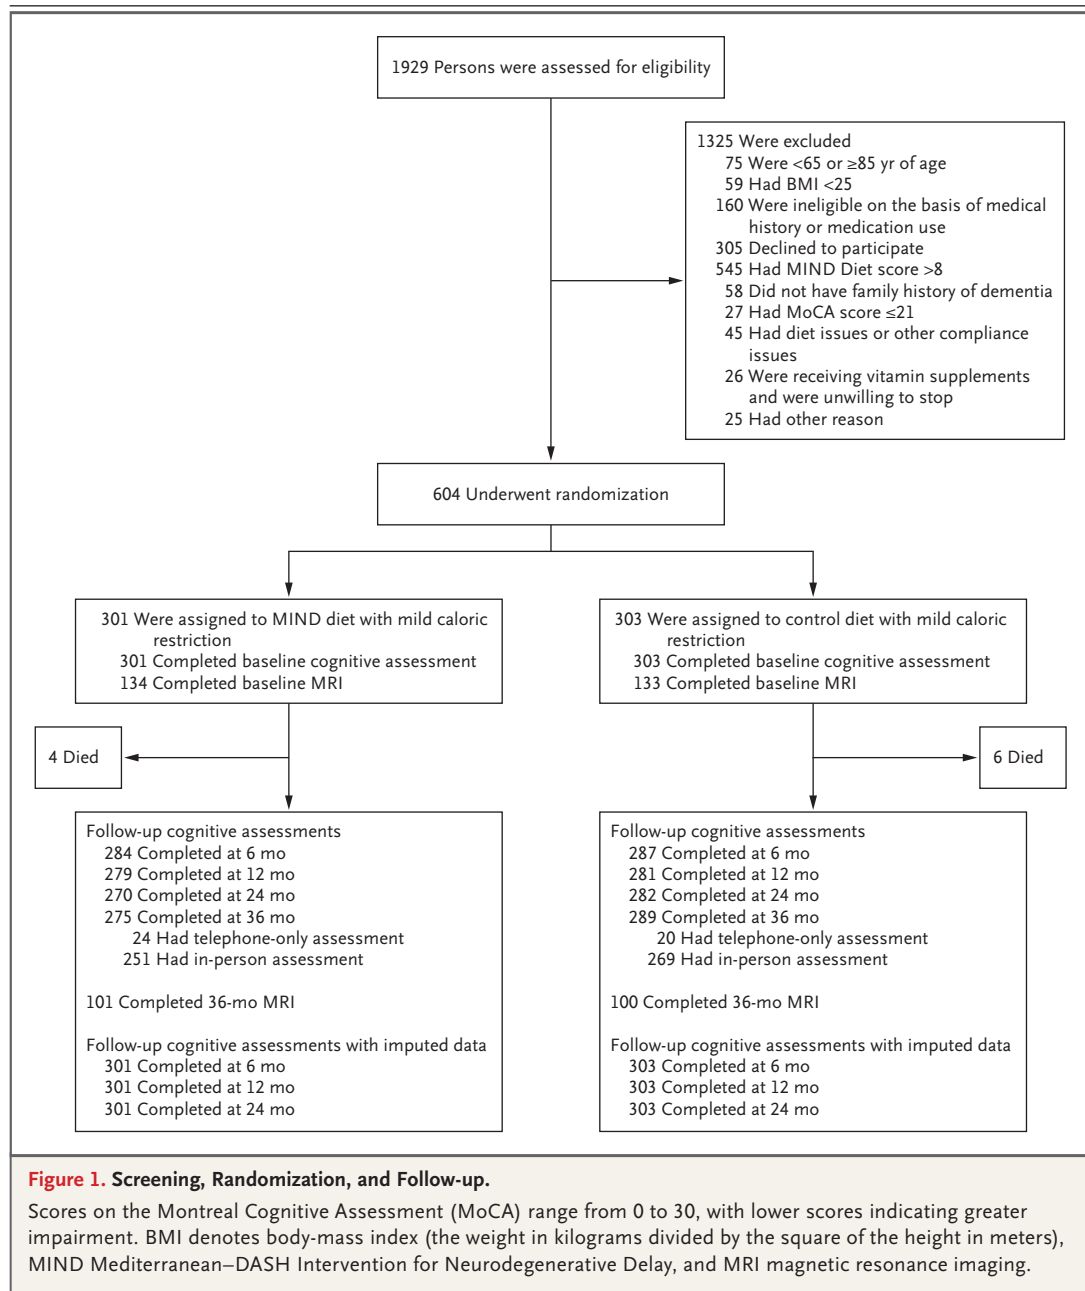 1929 Persons were assessed for eligibility
1325 Were excluded
75 Were <65 or ≥85 yr of age
59 Had BMI <25
160 Were ineligible on the basis of medical
history or medication use
305 Declined to participate
545 Had MIND Diet score >8
58 Did not have family history of dementia
27 Had MoCA score ≤21
45 Had diet issues or other compliance
issues
26 Were receiving vitamin supplements
and were unwilling to stop
25 Had other reason
604 Underwent randomization
301 Were assigned to MIND diet with mild caloric
restriction
301 Completed baseline cognitive assessment
134 Completed baseline MRI
303 Were assigned to control diet with mild caloric
restriction
303 Completed baseline cognitive assessment
133 Completed baseline MRI
4 Died
6 Died
Follow-up cognitive assessments
284 Completed at 6 mo
279 Completed at 12 mo
270 Completed at 24 mo
275 Completed at 36 mo
24 Had telephone-only assessment
251 Had in-person assessment
101 Completed 36-mo MRI
Follow-up cognitive assessments with imputed data
301 Completed at 6 mo
301 Completed at 12 mo
301 Completed at 24 mo
Follow-up cognitive assessments
287 Completed at 6 mo
281 Completed at 12 mo
282 Completed at 24 mo
289 Completed at 36 mo
20 Had telephone-only assessment
269 Had in-person assessment
100 Completed 36-mo MRI
Follow-up cognitive assessments with imputed data
303 Completed at 6 mo
303 Completed at 12 mo
303 Completed at 24 mo
Figure 1. Screening, Randomization, and Follow-up.
Scores on the Montreal Cognitive Assessment (MoCA) range from 0 to 30, with lower scores indicating greater
impairment. BMI denotes body-mass index (the weight in kilograms divided by the square of the height in meters),
MIND Mediterranean–DASH Intervention for Neurodegenerative Delay, and MRI magnetic resonance imaging.